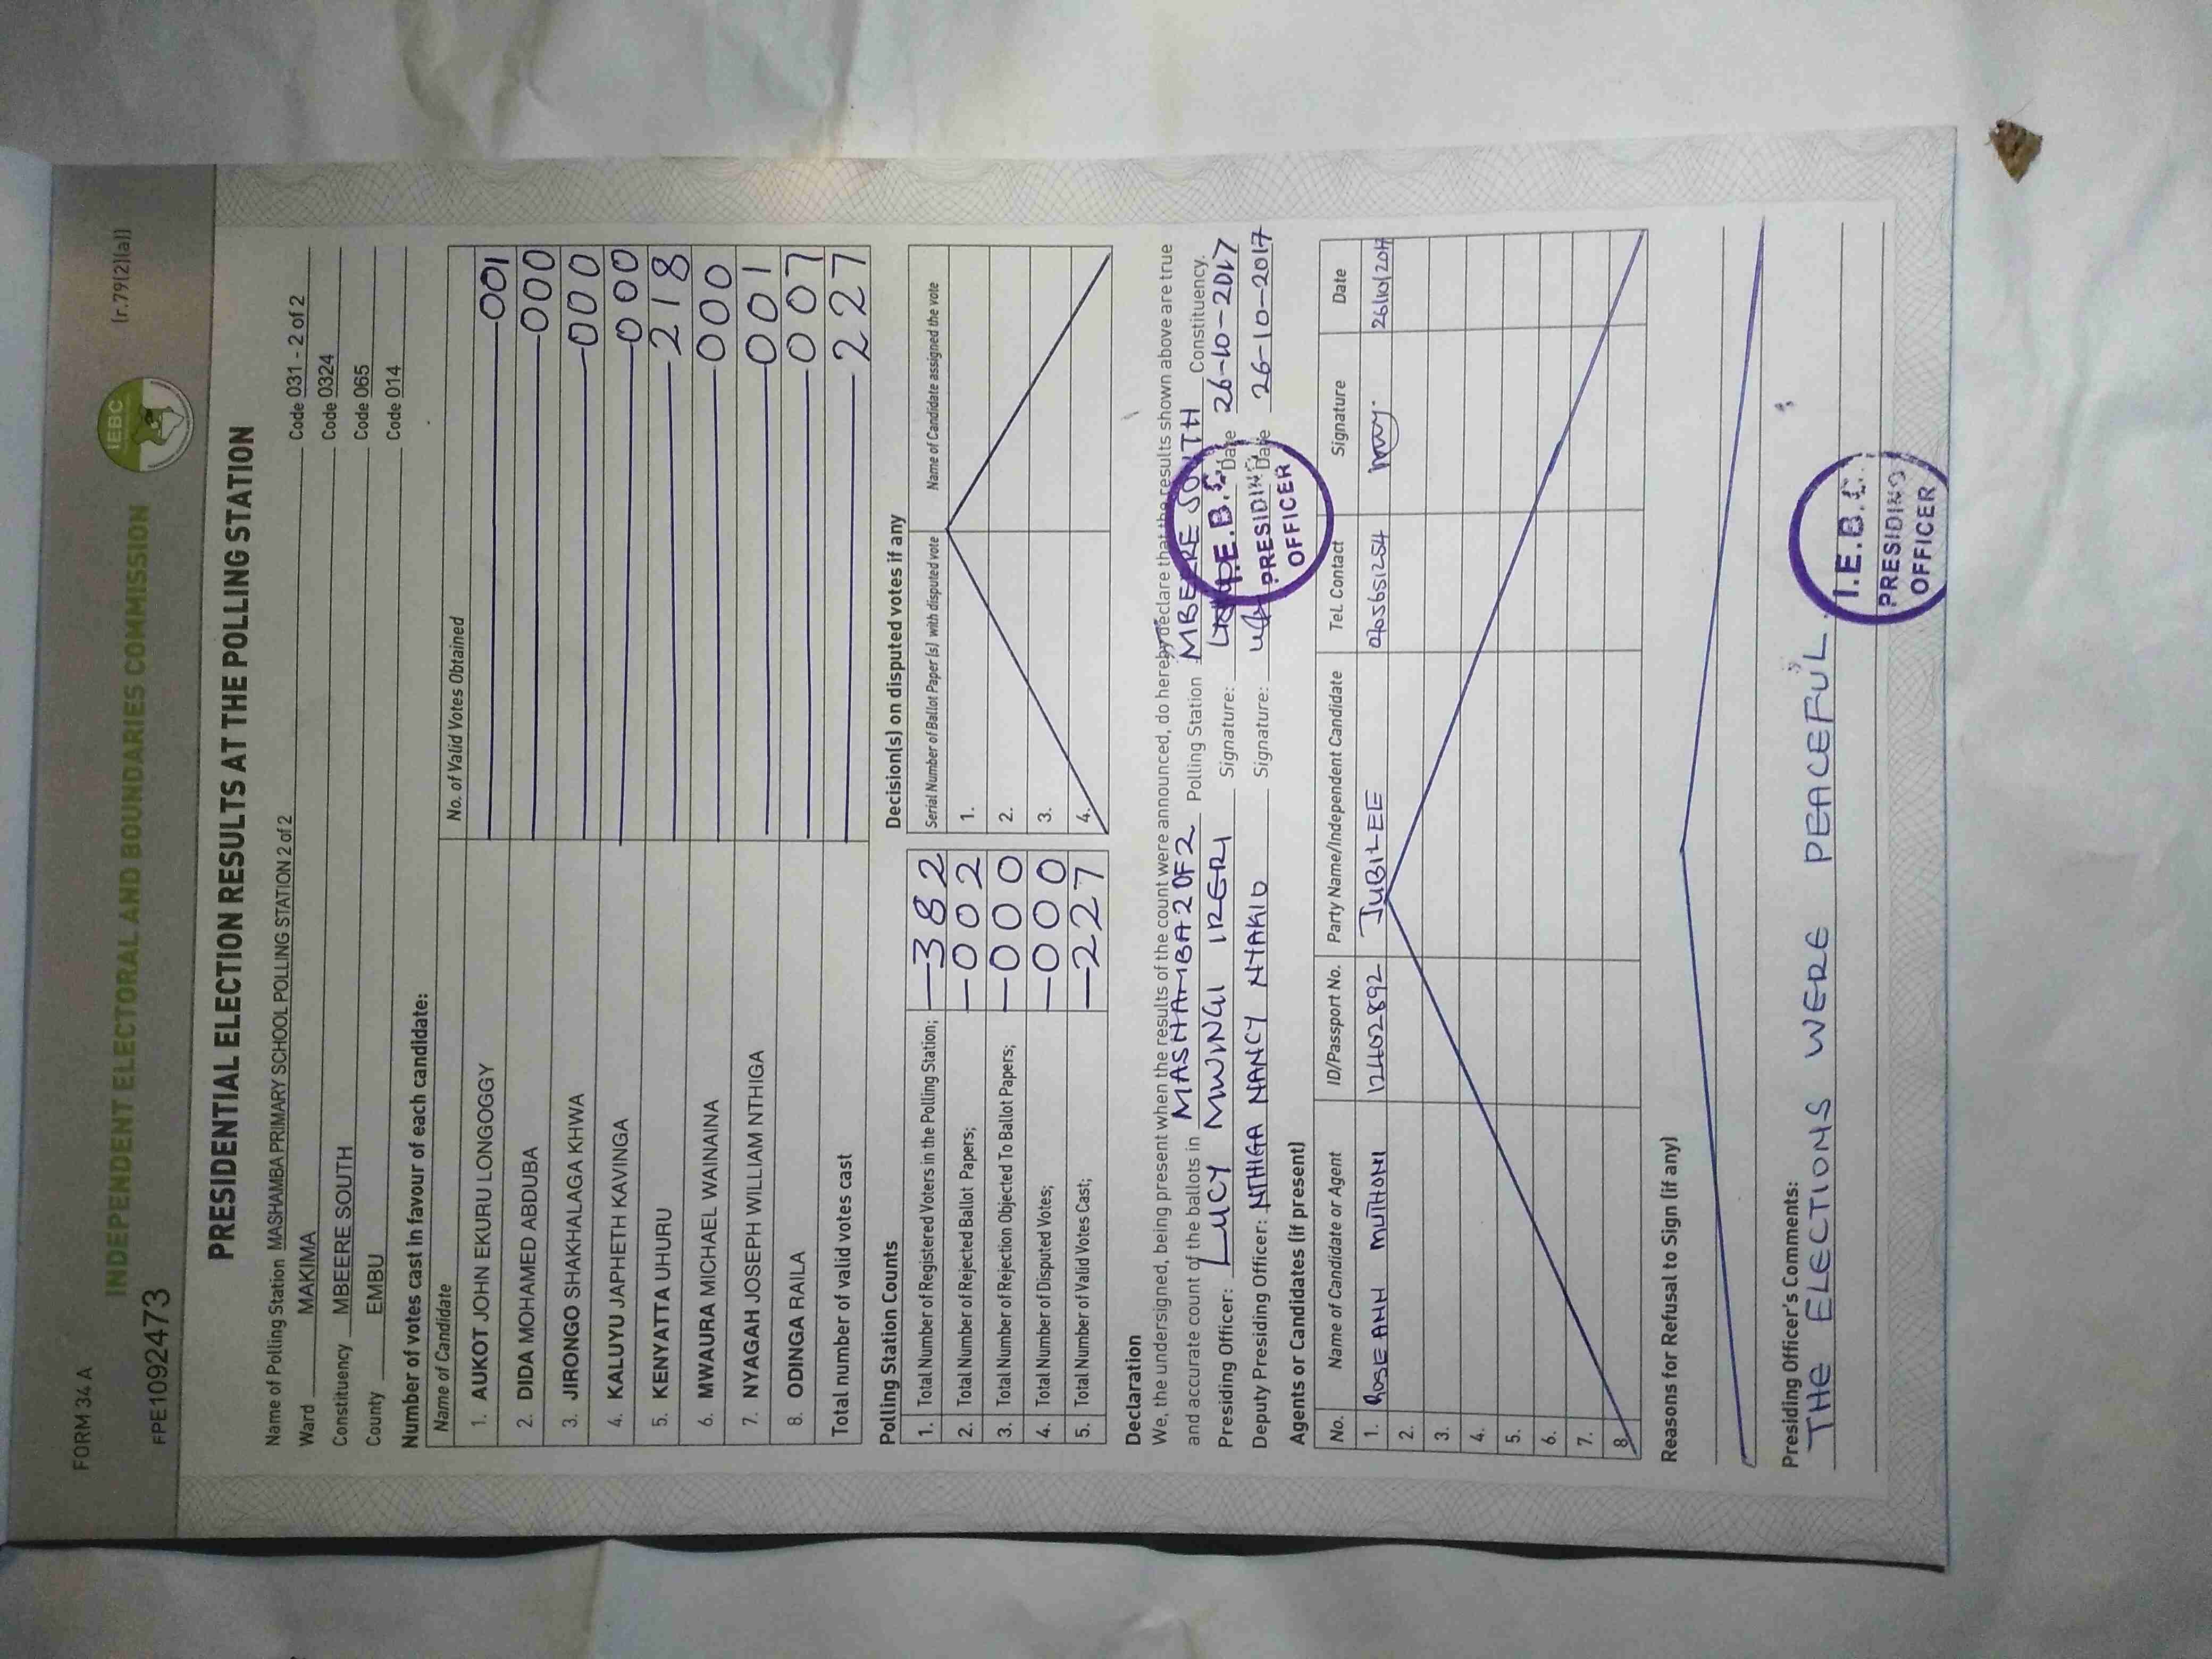 FORM 34 A
(r.79(2)(a))
INDEPENDENT ELECTORAL AND BOUNDARIES COMMISSION
IEBC
FPE1092473
PRESIDENTIAL ELECTION RESULTS AT THE POLLING STATION
Name of Polling Station MASHAMBA PRIMARY SCHOOL POLLING STATION 2 of 2 Code 031 - 2 of 2
Ward MAKIMA Code 0324
Constituency MBEERE SOUTH Code 065
County EMBU Code 014
Number of votes cast in favour of each candidate:
Name of Candidate No. of Valid Votes Obtained
1. AUKOT JOHN EKURU LONGOGGY 001
2. DIDA MOHAMED ABDUBA 000
3. JIRONGO SHAKHALAGA KHWA 000
4. KALUYU JAPHETH KAVINGA 000
5. KENYATTA UHURU 218
6. MWAURA MICHAEL WAINAINA 000
7. NYAGAH JOSEPH WILLIAM NTHIGA 001
8. ODINGA RAILA 007
Total number of valid votes cast 227
Polling Station Counts
1. Total Number of Registered Voters in the Polling Station; 382
2. Total Number of Rejected Ballot Papers; 002
3. Total Number of Rejection Objected To Ballot Papers; 000
4. Total Number of Disputed Votes; 000
5. Total Number of Valid Votes Cast; 227
Decision(s) on disputed votes if any
Serial Number of Ballot Paper (s) with disputed vote Name of Candidate assigned the vote
1.
2.
3.
4.
Declaration
We, the undersigned, being present when the results of the count were announced, do hereby declare that the results shown above are true
and accurate count of the ballots in MASHAMBA 2 OF 2 Polling Station MBEERE SOUTH Constituency.
Presiding Officer: LUCY MWINGI IRERI Signature: Date 26-10-2017
Deputy Presiding Officer: NTHIGA NANCY NYAKIO Signature: Date 26-10-2017
I.E.B.C.
PRESIDING
OFFICER
Agents or Candidates (if present)
No. Name of Candidate or Agent ID/Passport No. Party Name/Independent Candidate Tel. Contact Signature Date
1. ROSE ANN MUTHONI JUBILEE 26/10/2017
2.
3.
4.
5.
6.
7.
8.
Reasons for Refusal to Sign (if any)
Presiding Officer's Comments:
THE ELECTIONS WERE PEACEFUL.
I.E.B.C.
PRESIDING
OFFICER